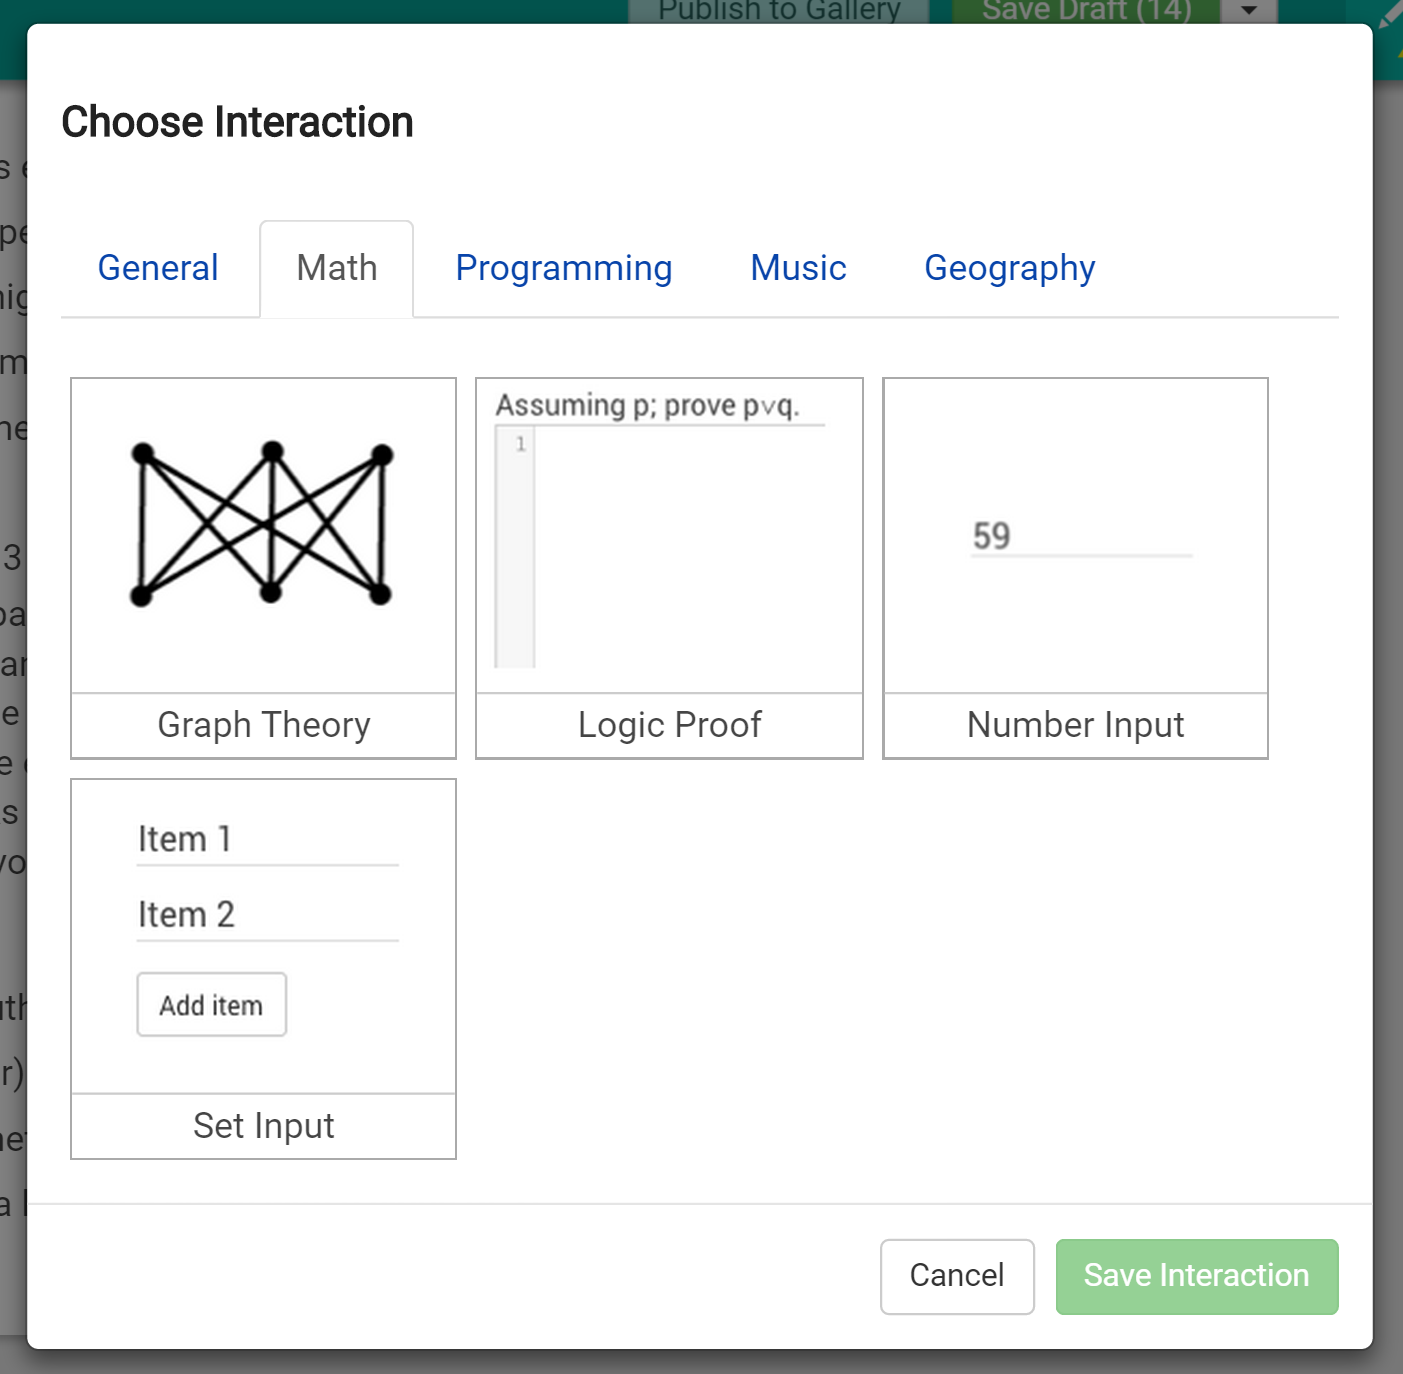 Publish to Gallery
Save Draft (14)
Choose Interaction
General Math Programming Music Geography
Assuming p; prove p∨q.
1
59
Graph Theory
Logic Proof
Number Input
Item 1
Item 2
Add item
Set Input
Cancel
Save Interaction